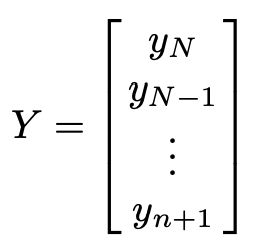 Y = [
y_N
y_{N-1}
⋮
y_{n+1}
]